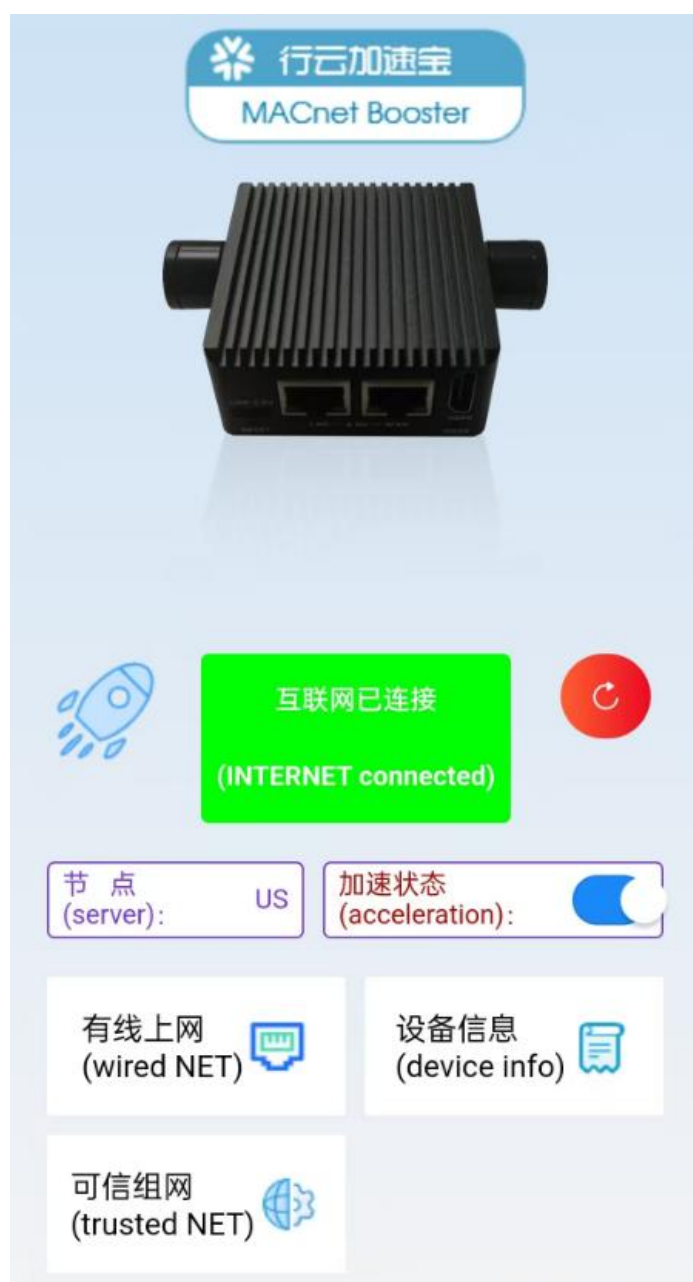 行云加速宝
MACnet Booster
互联网已连接
(INTERNET connected)
节 点
(server):
US
加速状态
(acceleration):
有线上网
(wired NET)
设备信息
(device info)
可信组网
(trusted NET)